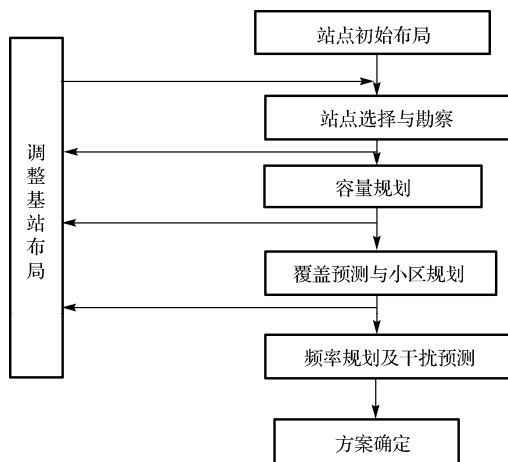 站点初始布局
站点选择与勘察
调整基站布局
容量规划
覆盖预测与小区规划
频率规划及干扰预测
方案确定